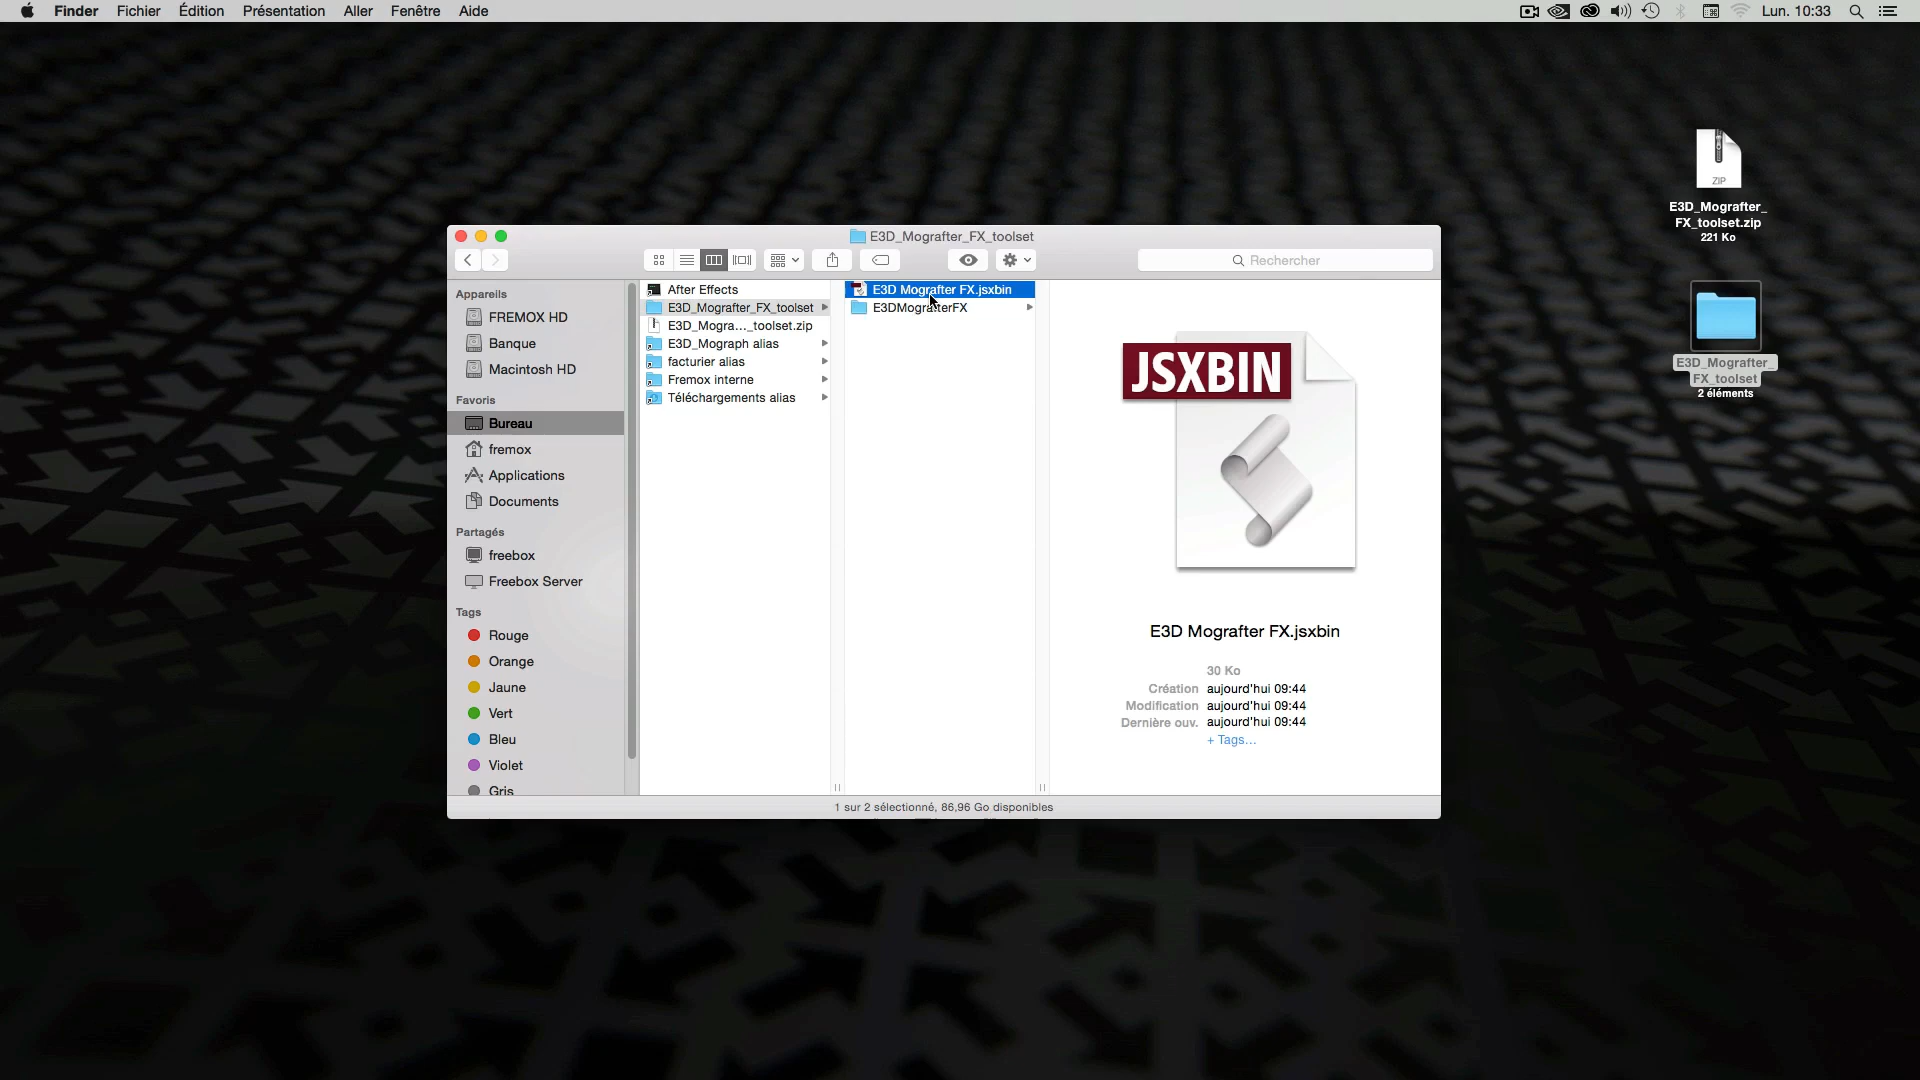 Finder Fichier Édition Présentation Aller Fenêtre Aide
Lun. 10:33
ZIP
E3D_Mografter_
FX_toolset.zip
221 Ko
E3D_Mografter_
FX_toolset
2 éléments
E3D_Mografter_FX_toolset
Rechercher
Appareils
FREMOX HD
Banque
Macintosh HD
Favoris
Bureau
fremox
Applications
Documents
Partagés
freebox
Freebox Server
Tags
Rouge
Orange
Jaune
Vert
Bleu
Violet
Gris
After Effects
E3D_Mografter_FX_toolset
E3D_Mogra..._toolset.zip
E3D_Mograph alias
facturier alias
Fremox interne
Téléchargements alias
E3D Mografter FX.jsxbin
E3DMografterFX
JSXBIN
E3D Mografter FX.jsxbin
30 Ko
Création aujourd'hui 09:44
Modification aujourd'hui 09:44
Dernière ouv. aujourd'hui 09:44
+ Tags...
1 sur 2 sélectionné, 86,96 Go disponibles